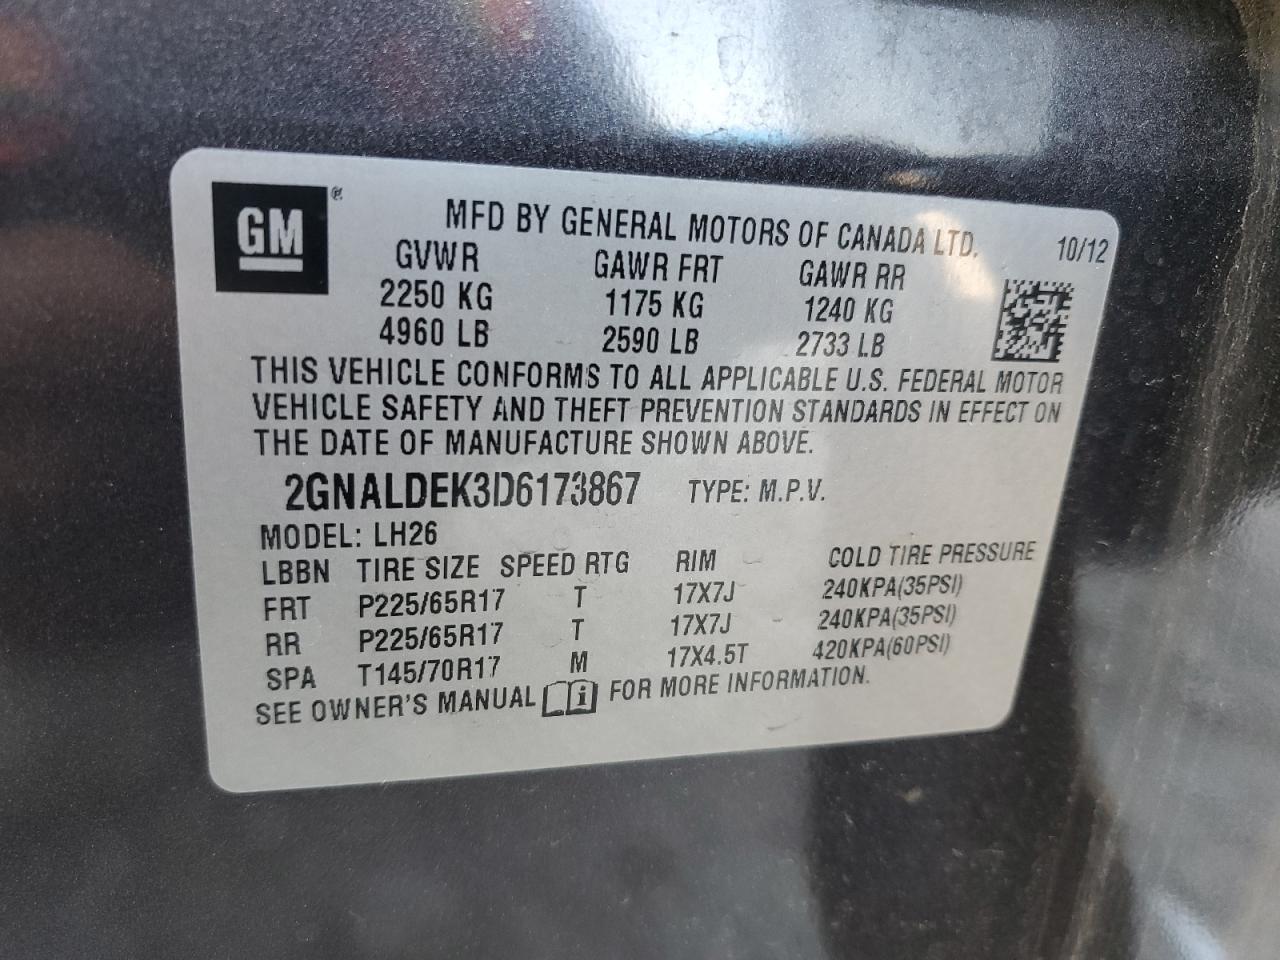 GM ®
MFD BY GENERAL MOTORS OF CANADA LTD.
10/12
GVWR GAWR FRT GAWR RR
2250 KG 1175 KG 1240 KG
4960 LB 2590 LB 2733 LB
THIS VEHICLE CONFORMS TO ALL APPLICABLE U.S. FEDERAL MOTOR
VEHICLE SAFETY AND THEFT PREVENTION STANDARDS IN EFFECT ON
THE DATE OF MANUFACTURE SHOWN ABOVE.
2GNALDEK3D6173867 TYPE: M.P.V.
MODEL: LH26
LBBN TIRE SIZE SPEED RTG RIM COLD TIRE PRESSURE
FRT P225/65R17 T 17X7J 240KPA(35PSI)
RR P225/65R17 T 17X7J 240KPA(35PSI)
SPA T145/70R17 M 17X4.5T 420KPA(60PSI)
SEE OWNER'S MANUAL i FOR MORE INFORMATION.